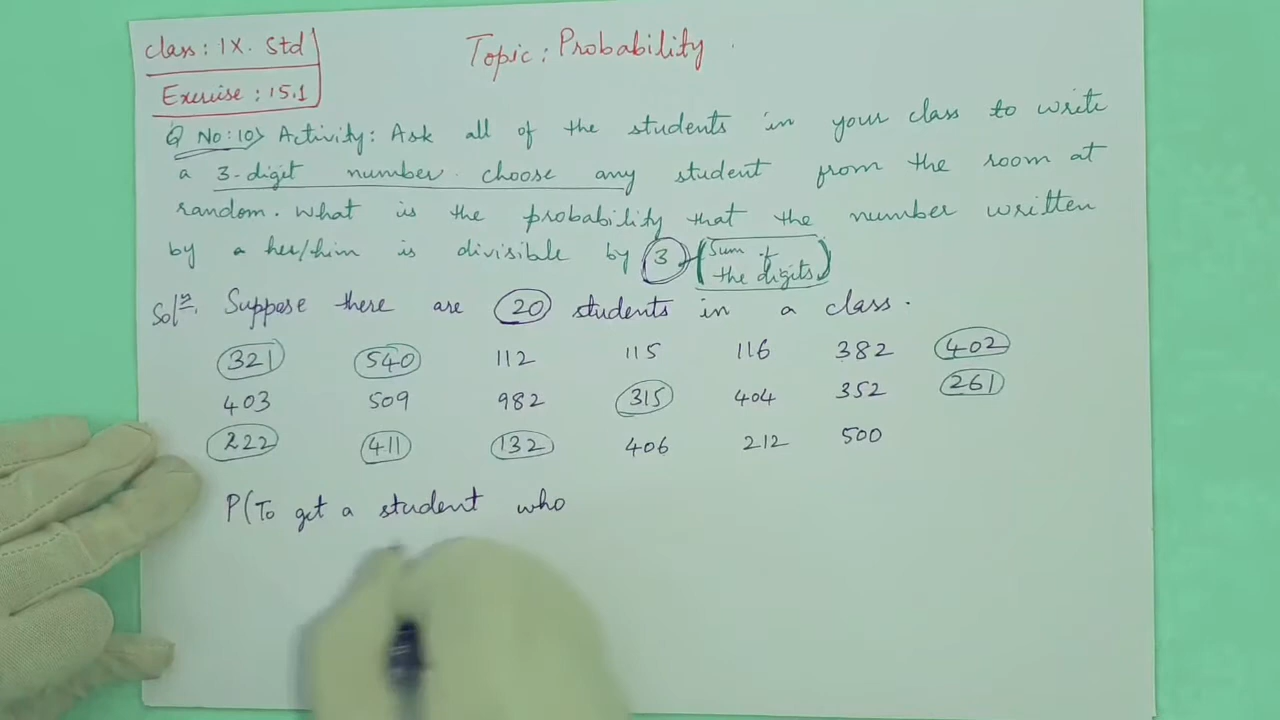 class: IX. Std
Topic: Probability.
Exercise: 15.1
Q No:10> Activity: Ask all of the students in your class to write
a 3-digit number. choose any student from the room at
random. What is the probability that the number written
by a her/him is divisible by 3 (Sum of
the digits)
Solⁿ. Suppose there are 20 students in a class.
321 540 112 115 116 382 402
403 509 982 315 404 352 261
222 411 132 406 212 500
P(To get a student who